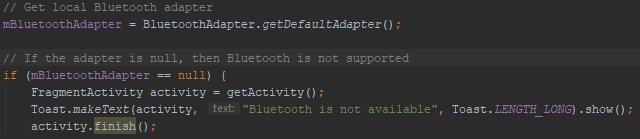 // Get local Bluetooth adapter
mBluetoothAdapter = BluetoothAdapter.getDefaultAdapter();
// If the adapter is null, then Bluetooth is not supported
if (mBluetoothAdapter == null) {
FragmentActivity activity = getActivity();
Toast.makeText(activity, text: "Bluetooth is not available", Toast.LENGTH_LONG).show();
activity.finish();